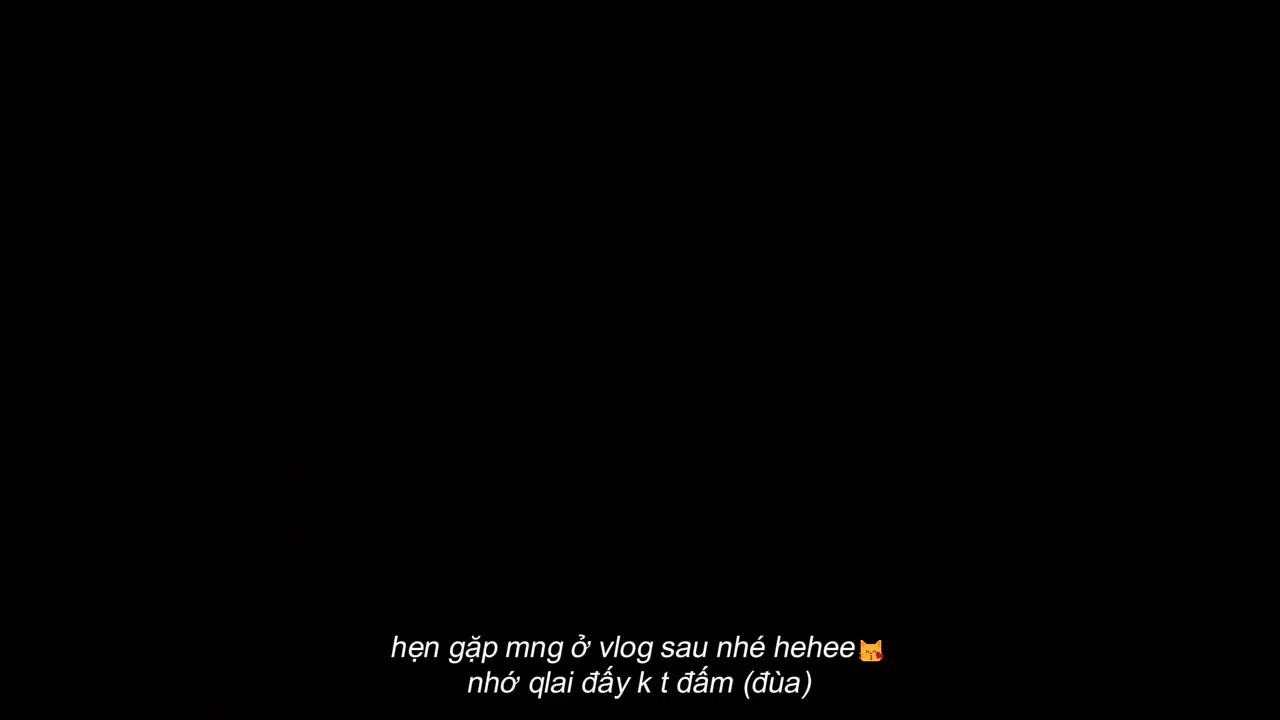 hẹn gặp mng ở vlog sau nhé hehee😽
nhớ qlai đấy k t đấm (đùa)